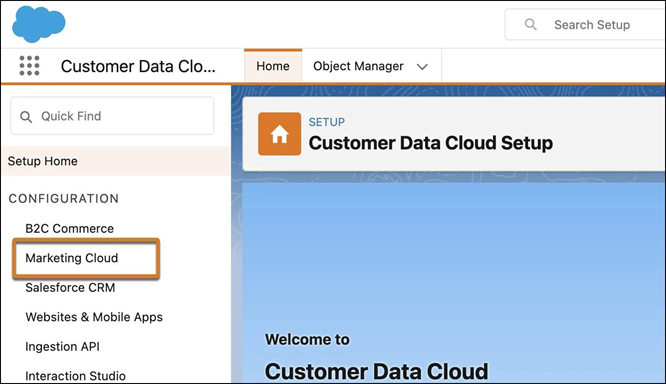 Search Setup
Customer Data Clo...
Home
Object Manager
Quick Find
Setup Home
CONFIGURATION
B2C Commerce
Marketing Cloud
Salesforce CRM
Websites & Mobile Apps
Ingestion API
Interaction Studio
SETUP
Customer Data Cloud Setup
Welcome to
Customer Data Cloud